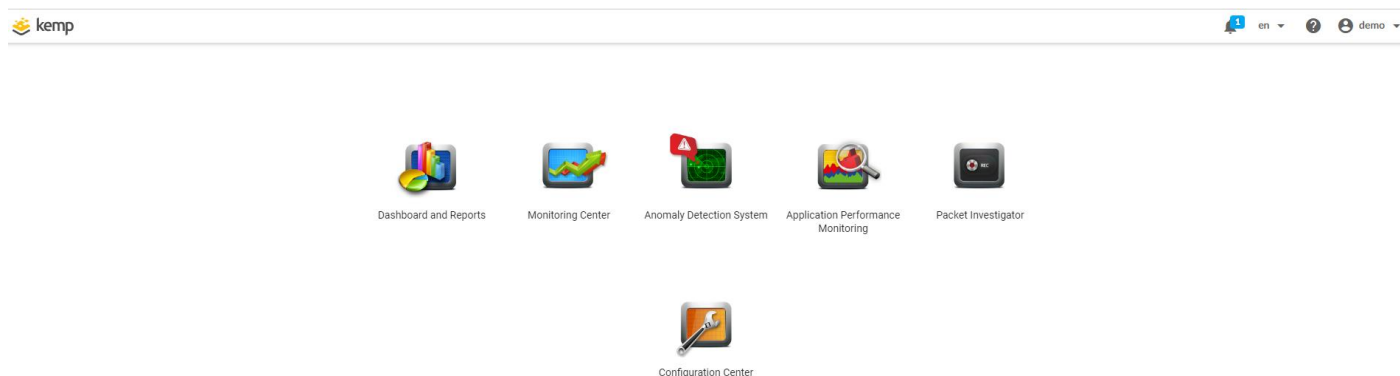 kemp
1
en
demo
REC
Dashboard and Reports
Monitoring Center
Anomaly Detection System
Application Performance
Monitoring
Packet Investigator
Configuration Center